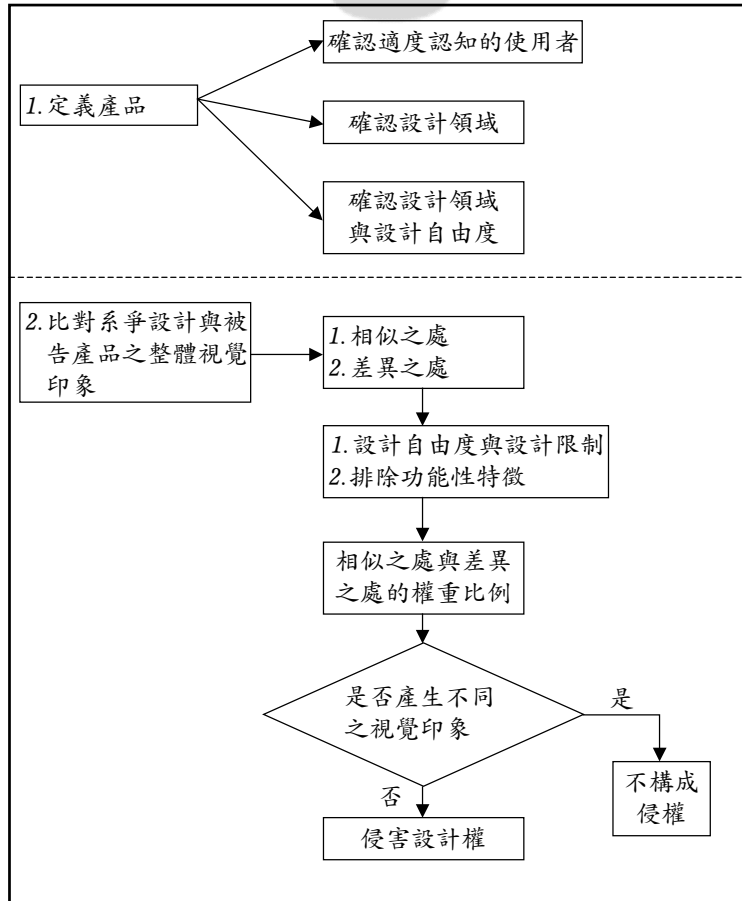 確認適度認知的使用者
1.定義產品
確認設計領域
確認設計領域
與設計自由度
2.比對系爭設計與被
告產品之整體視覺
印象
1.相似之處
2.差異之處
1.設計自由度與設計限制
2.排除功能性特徵
相似之處與差異
之處的權重比例
是否產生不同
之視覺印象
是
不構成
侵權
否
侵害設計權